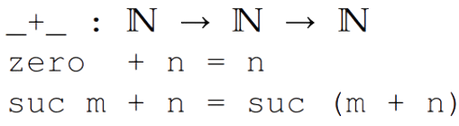 _+_ : ℕ → ℕ → ℕ
zero  + n = n
suc m + n = suc (m + n)